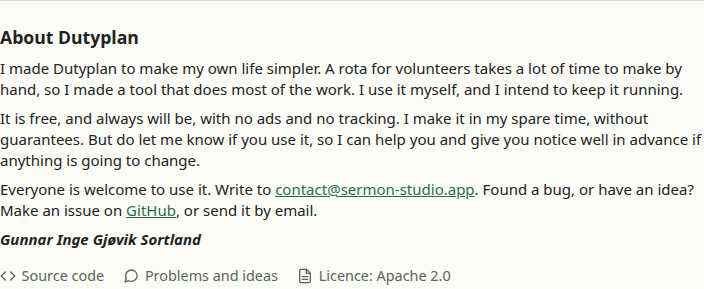 About Dutyplan
I made Dutyplan to make my own life simpler. A rota for volunteers takes a lot of time to make by
hand, so I made a tool that does most of the work. I use it myself, and I intend to keep it running.
It is free, and always will be, with no ads and no tracking. I make it in my spare time, without
guarantees. But do let me know if you use it, so I can help you and give you notice well in advance if
anything is going to change.
Everyone is welcome to use it. Write to contact@sermon-studio.app. Found a bug, or have an idea?
Make an issue on GitHub, or send it by email.
Gunnar Inge Gjøvik Sortland
Source code Problems and ideas Licence: Apache 2.0